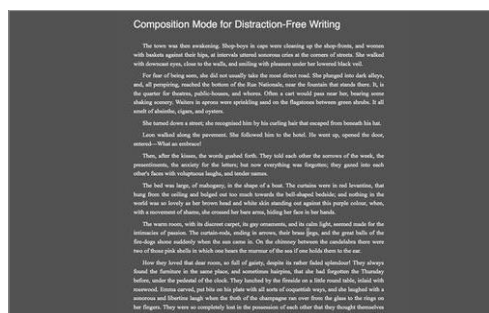 Composition Mode for Distraction-Free Writing
The town was then awakening. Shop-boys in caps were cleaning up the shop-fronts, and women
with baskets against their hips, at intervals uttered sonorous cries at the corners of streets. She walked
with downcast eyes, close to the walls, and smiling with pleasure under her lowered black veil.
For fear of being seen, she did not usually take the most direct road. She plunged into dark alleys,
and, all perspiring, reached the bottom of the Rue Nationale, near the fountain that stands there. It, is
the quarter for theatres, public-houses, and whores. Often a cart would pass near her, bearing some
shaking scenery. Waiters in aprons were sprinkling sand on the flagstones between green shrubs. It all
smelt of absinthe, cigars, and oysters.
She turned down a street; she recognised him by his curling hair that escaped from beneath his hat.
Leon walked along the pavement. She followed him to the hotel. He went up, opened the door,
entered—What an embrace!
Then, after the kisses, the words gushed forth. They told each other the sorrows of the week, the
presentiments, the anxiety for the letters; but now everything was forgotten; they gazed into each
other's faces with voluptuous laughs, and tender names.
The bed was large, of mahogany, in the shape of a boat. The curtains were in red levantine, that
hung from the ceiling and bulged out too much towards the bell-shaped bedside; and nothing in the
world was so lovely as her brown head and white skin standing out against this purple colour, when,
with a movement of shame, she crossed her bare arms, hiding her face in her hands.
The warm room, with its discreet carpet, its gay ornaments, and its calm light, seemed made for the
intimacies of passion. The curtain-rods, ending in arrows, their brass pegs, and the great balls of the
fire-dogs shone suddenly when the sun came in. On the chimney between the candelabra there were
two of those pink shells in which one hears the murmur of the sea if one holds them to the ear.
How they loved that dear room, so full of gaiety, despite its rather faded splendour! They always
found the furniture in the same place, and sometimes hairpins, that she had forgotten the Thursday
before, under the pedestal of the clock. They lunched by the fireside on a little round table, inlaid with
rosewood. Emma carved, put bits on his plate with all sorts of coquettish ways, and she laughed with a
sonorous and libertine laugh when the froth of the champagne ran over from the glass to the rings on
her fingers. They were so completely lost in the possession of each other that they thought themselves